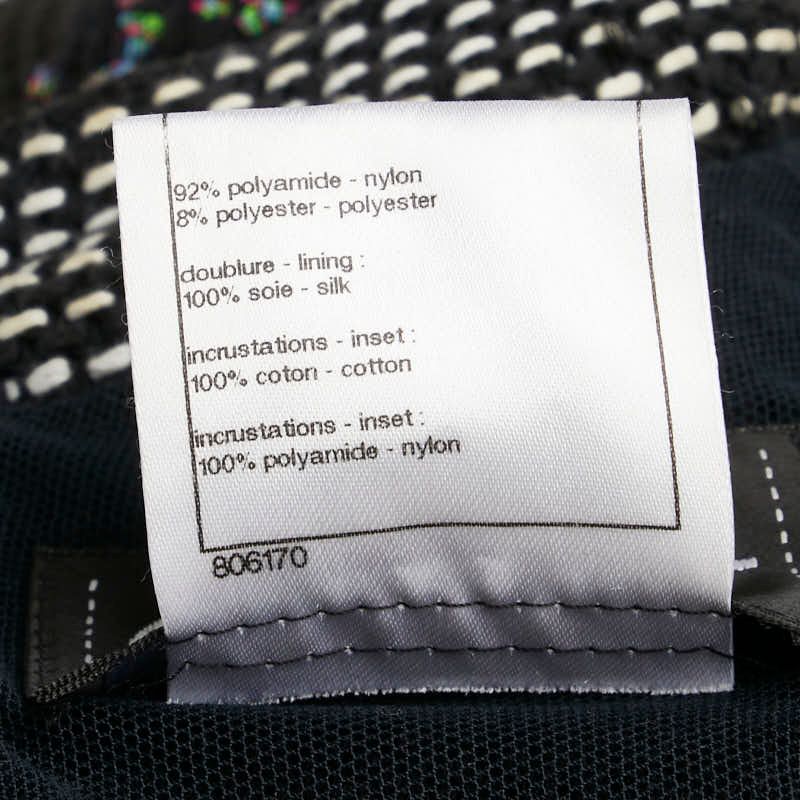 92% polyamide - nylon
8% polyester - polyester
doublure - lining :
100% soie - silk
incrustations - inset :
100% coton - cotton
incrustations - inset :
100% polyamide - nylon
806170